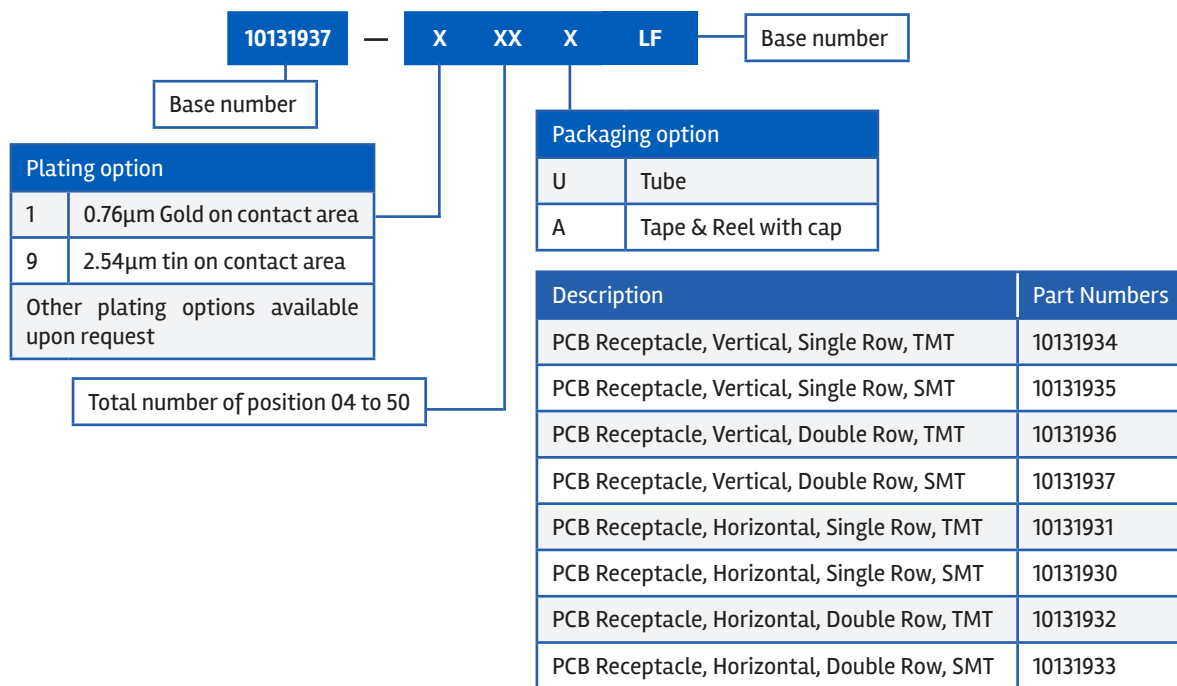 10131937 — X XX X LF
Base number
Base number
Plating option
1 0.76μm Gold on contact area
9 2.54μm tin on contact area
Other plating options available
upon request
Total number of position 04 to 50
Packaging option
U Tube
A Tape & Reel with cap
Description Part Numbers
PCB Receptacle, Vertical, Single Row, TMT 10131934
PCB Receptacle, Vertical, Single Row, SMT 10131935
PCB Receptacle, Vertical, Double Row, TMT 10131936
PCB Receptacle, Vertical, Double Row, SMT 10131937
PCB Receptacle, Horizontal, Single Row, TMT 10131931
PCB Receptacle, Horizontal, Single Row, SMT 10131930
PCB Receptacle, Horizontal, Double Row, TMT 10131932
PCB Receptacle, Horizontal, Double Row, SMT 10131933